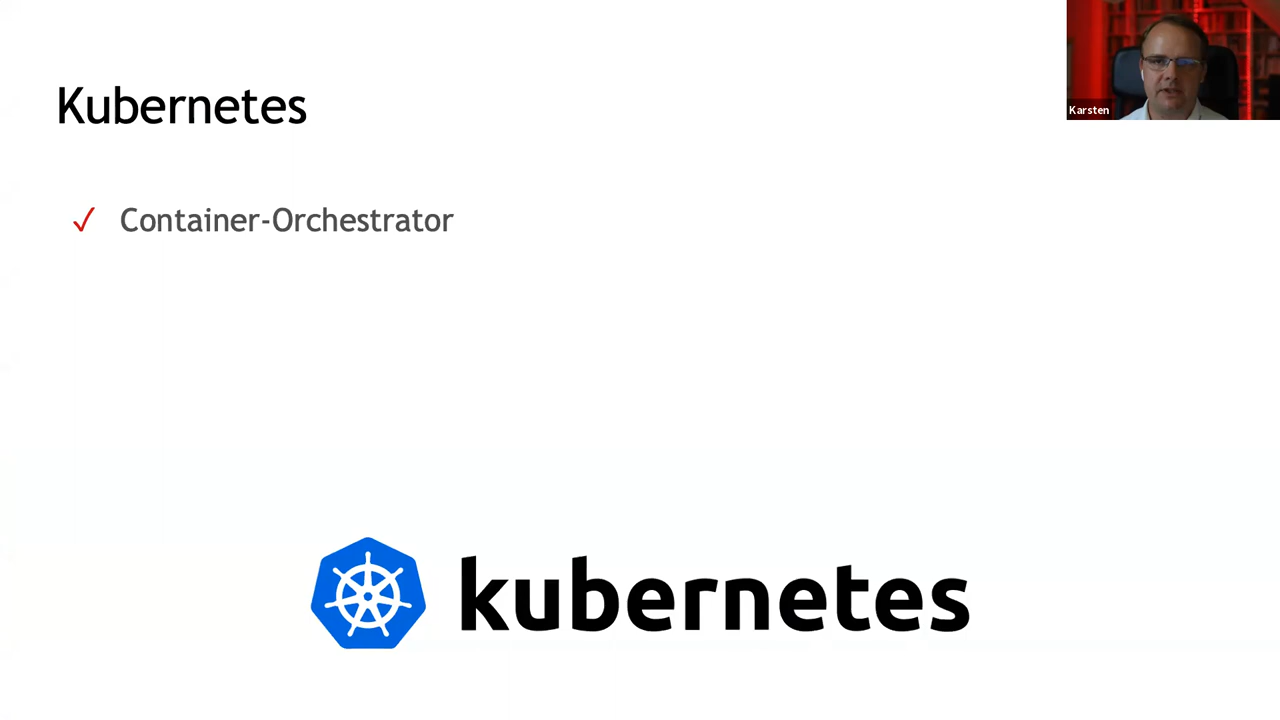 Kubernetes
Karsten
✓ Container-Orchestrator
kubernetes